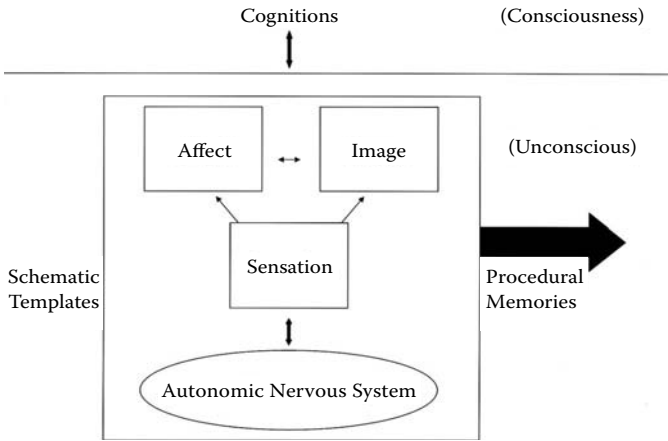 Cognitions
(Consciousness)
Affect
Image
(Unconscious)
Sensation
Schematic
Templates
Procedural
Memories
Autonomic Nervous System